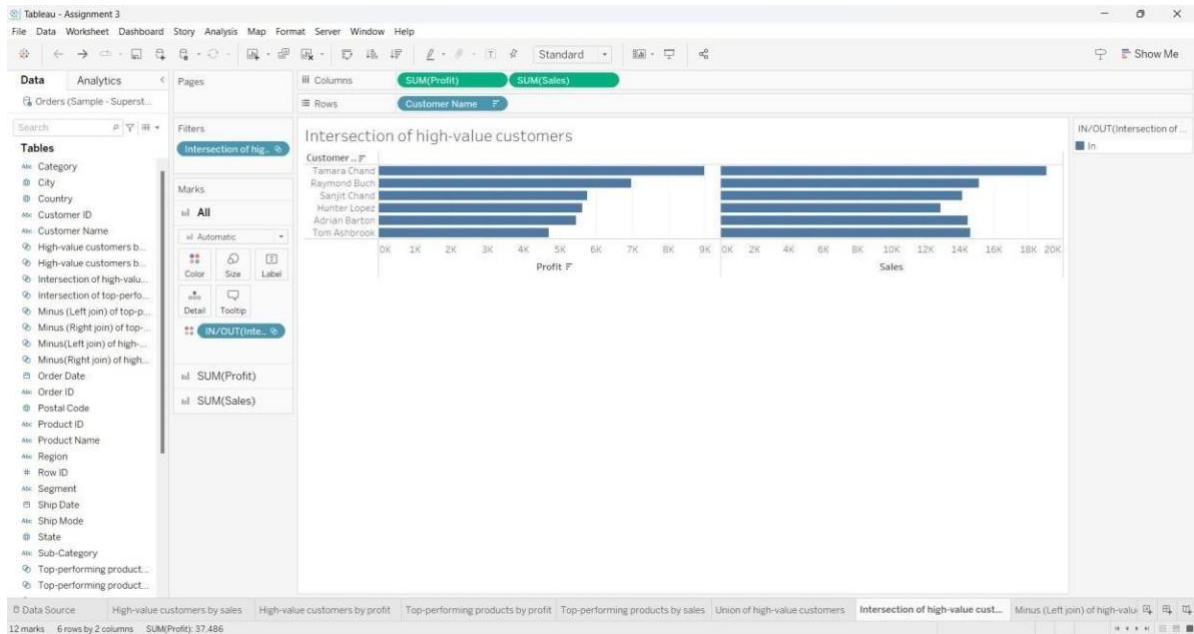 Tableau - Assignment 3
File Data Worksheet Dashboard Story Analysis Map Format Server Window Help
Standard
Show Me
Data Analytics
Orders (Sample - Superst...
Search
Tables
Abc Category
City
Country
Abc Customer ID
Abc Customer Name
High-value customers b...
High-value customers b...
Intersection of high-valu...
Intersection of top-perfo...
Minus (Left join) of top-p...
Minus (Right join) of top-...
Minus(Left join) of high-...
Minus(Right join) of high...
Order Date
Abc Order ID
Postal Code
Abc Product ID
Abc Product Name
Abc Region
# Row ID
Abc Segment
Ship Date
Abc Ship Mode
State
Abc Sub-Category
Top-performing product...
Top-performing product...
Pages
Filters
Intersection of hig..
Marks
All
Automatic
Color Size Label
Detail Tooltip
IN/OUT(Inte..
SUM(Profit)
SUM(Sales)
Columns SUM(Profit) SUM(Sales)
Rows Customer Name
Intersection of high-value customers
Customer ..
Tamara Chand
Raymond Buch
Sanjit Chand
Hunter Lopez
Adrian Barton
Tom Ashbrook
0K 1K 2K 3K 4K 5K 6K 7K 8K 9K 0K 2K 4K 6K 8K 10K 12K 14K 16K 18K 20K
Profit Sales
IN/OUT(Intersection of ...
In
Data Source High-value customers by sales High-value customers by profit Top-performing products by profit Top-performing products by sales Union of high-value customers Intersection of high-value cust... Minus (Left join) of high-valu
12 marks 6 rows by 2 columns SUM(Profit): 37,486